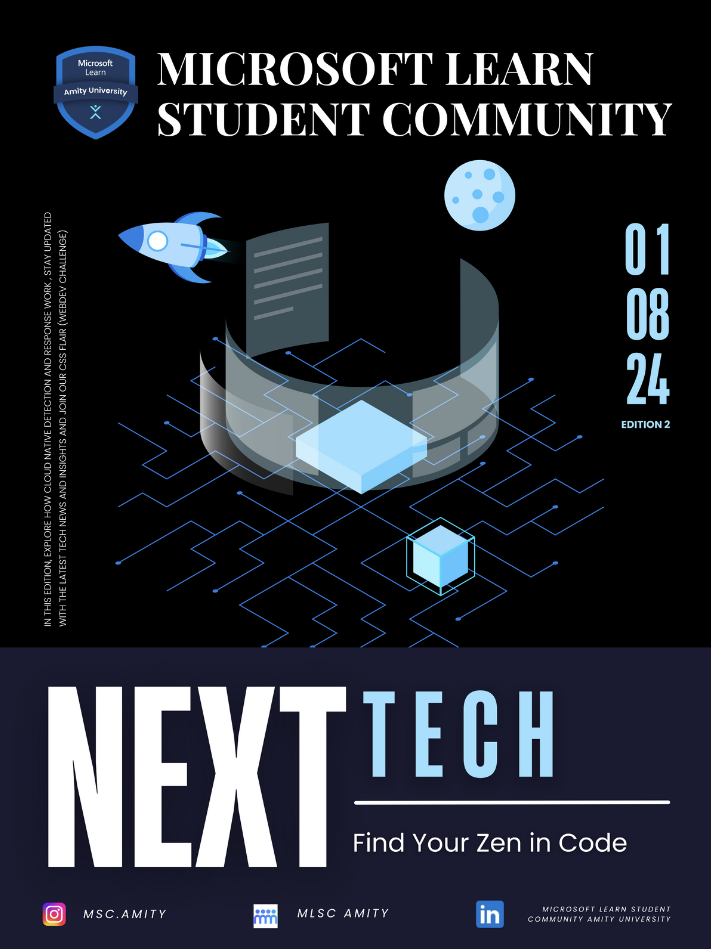 Microsoft
Learn
Amity University
MICROSOFT LEARN
STUDENT COMMUNITY
IN THIS EDITION, EXPLORE HOW CLOUD NATIVE DETECTION AND RESPONSE WORK , STAY UPDATED
WITH THE LATEST TECH NEWS AND INSIGHTS AND JOIN OUR CSS FLAIR (WEBDEV CHALLENGE)
01
08
24
EDITION 2
NEXT TECH
Find Your Zen in Code
MSC.AMITY
MLSC AMITY
MICROSOFT LEARN STUDENT
COMMUNITY AMITY UNIVERSITY